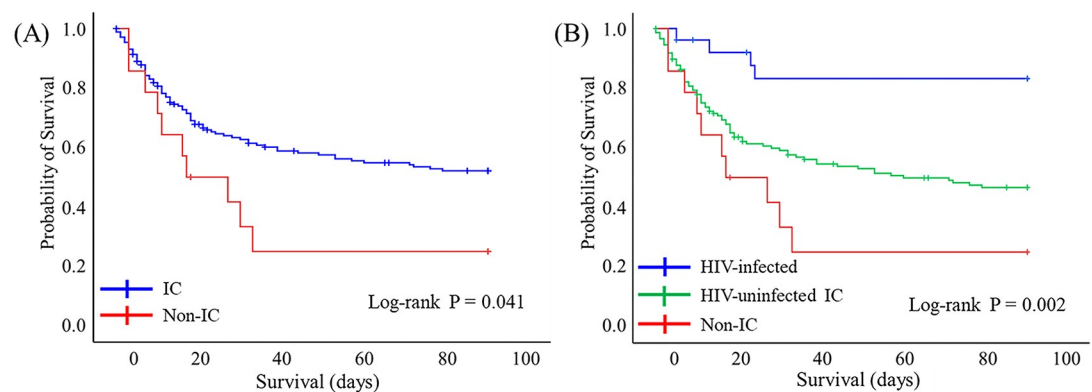 (A)
Probability of Survival
1.0
0.8
0.6
0.4
0.2
0.0
IC
Non-IC
Log-rank P = 0.041
0 20 40 60 80 100
Survival (days)
(B)
Probability of Survival
1.0
0.8
0.6
0.4
0.2
0.0
HIV-infected
HIV-uninfected IC
Non-IC
Log-rank P = 0.002
0 20 40 60 80 100
Survival (days)